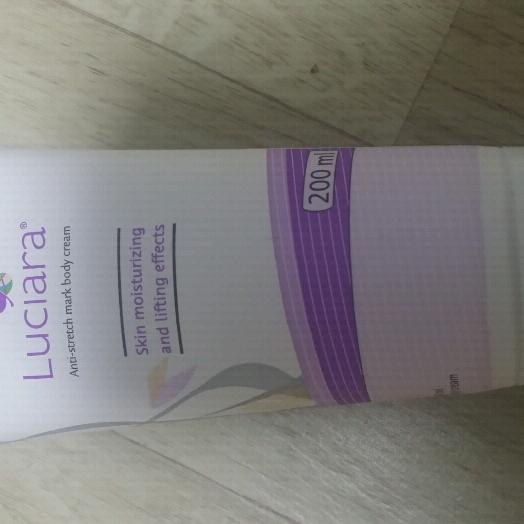 Luciara®
Anti-stretch mark body cream
Skin moisturizing
and lifting effects
200 ml